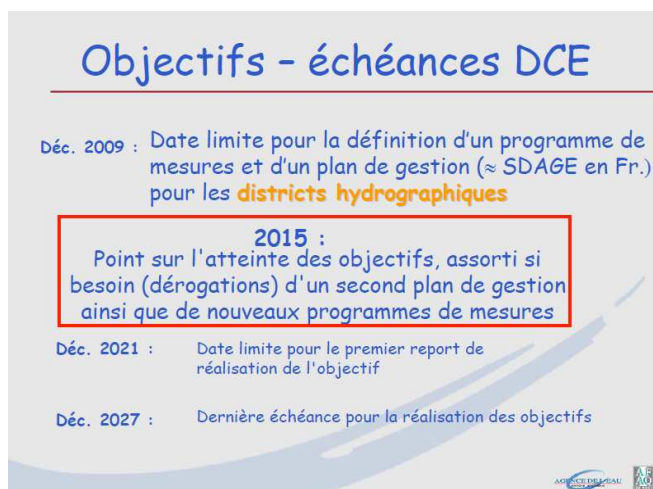 Objectifs – échéances DCE
Déc. 2009 : Date limite pour la définition d'un programme de
mesures et d'un plan de gestion (≈ SDAGE en Fr.)
pour les districts hydrographiques
2015 :
Point sur l'atteinte des objectifs, assorti si
besoin (dérogations) d'un second plan de gestion
ainsi que de nouveaux programmes de mesures
Déc. 2021 : Date limite pour le premier report de
réalisation de l'objectif
Déc. 2027 : Dernière échéance pour la réalisation des objectifs
AGENCE DE L'EAU